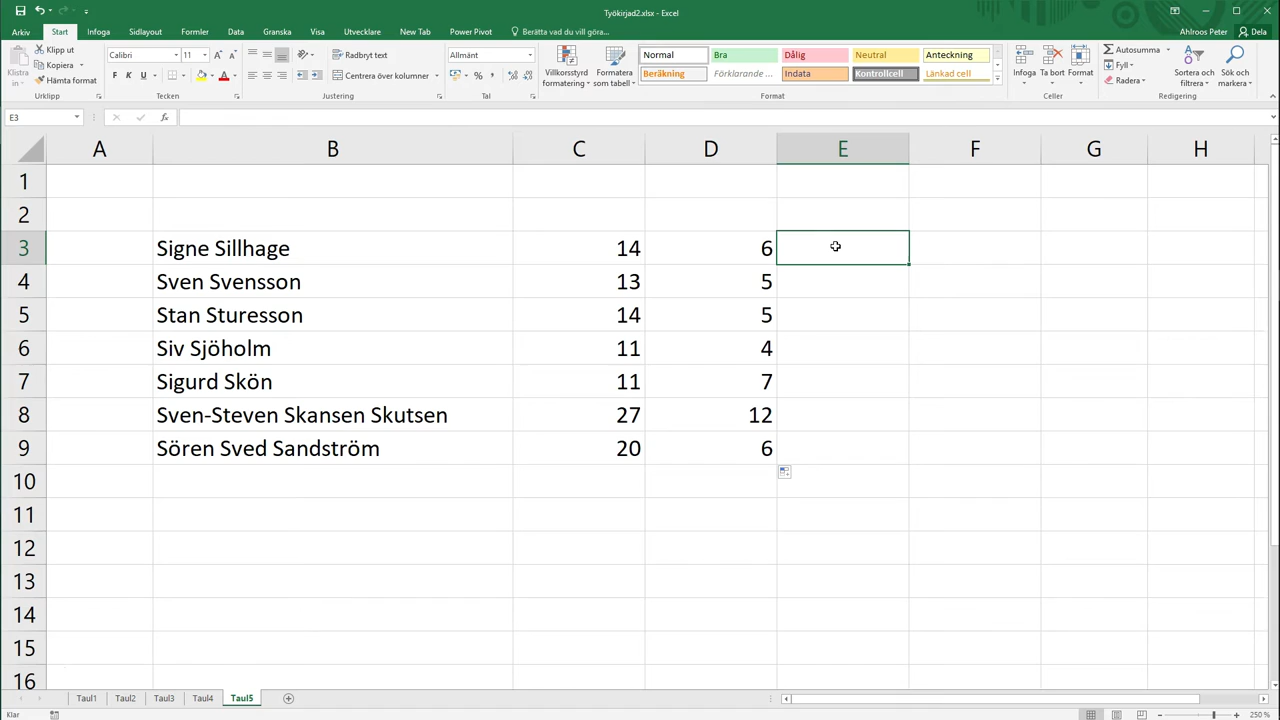 Työkirjad2.xlsx - Excel
Arkiv Start Infoga Sidlayout Formler Data Granska Visa Utvecklare New Tab Power Pivot Berätta vad du vill göra... Ahlroos Peter Dela
Klistra in
Klipp ut
Kopiera
Hämta format
Urklipp
Calibri 11
F K U
Tecken
Radbryt text
Centrera över kolumner
Justering
Allmänt
%
Tal
Villkorsstyrd formatering
Formatera som tabell
Normal Bra Dålig Neutral Anteckning
Beräkning Förklarande ... Indata Kontrollcell Länkad cell
Format
Infoga Ta bort Format
Celler
Autosumma
Fyll
Radera
Sortera och filtrera
Sök och markera
Redigering
E3 fx
A B C D E F G H
1
2
3 Signe Sillhage 14 6
4 Sven Svensson 13 5
5 Stan Sturesson 14 5
6 Siv Sjöholm 11 4
7 Sigurd Skön 11 7
8 Sven-Steven Skansen Skutsen 27 12
9 Sören Sved Sandström 20 6
10
11
12
13
14
15
16
Taul1 Taul2 Taul3 Taul4 Taul5
Klar 250 %